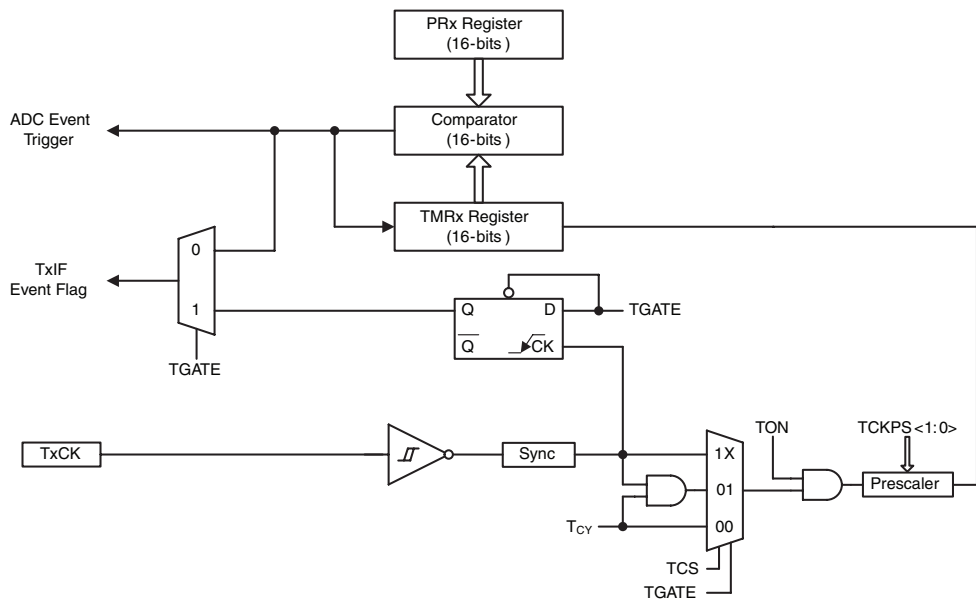 PRx Register
(16-bits )
ADC Event
Trigger
Comparator
(16-bits )
TMRx Register
(16-bits )
0
TxIF
Event Flag
1
Q
D
TGATE
Q
CK
TGATE
TxCK
Sync
1X
TON
TCKPS <1: 0>
01
Prescaler
TCY
00
TCS
TGATE